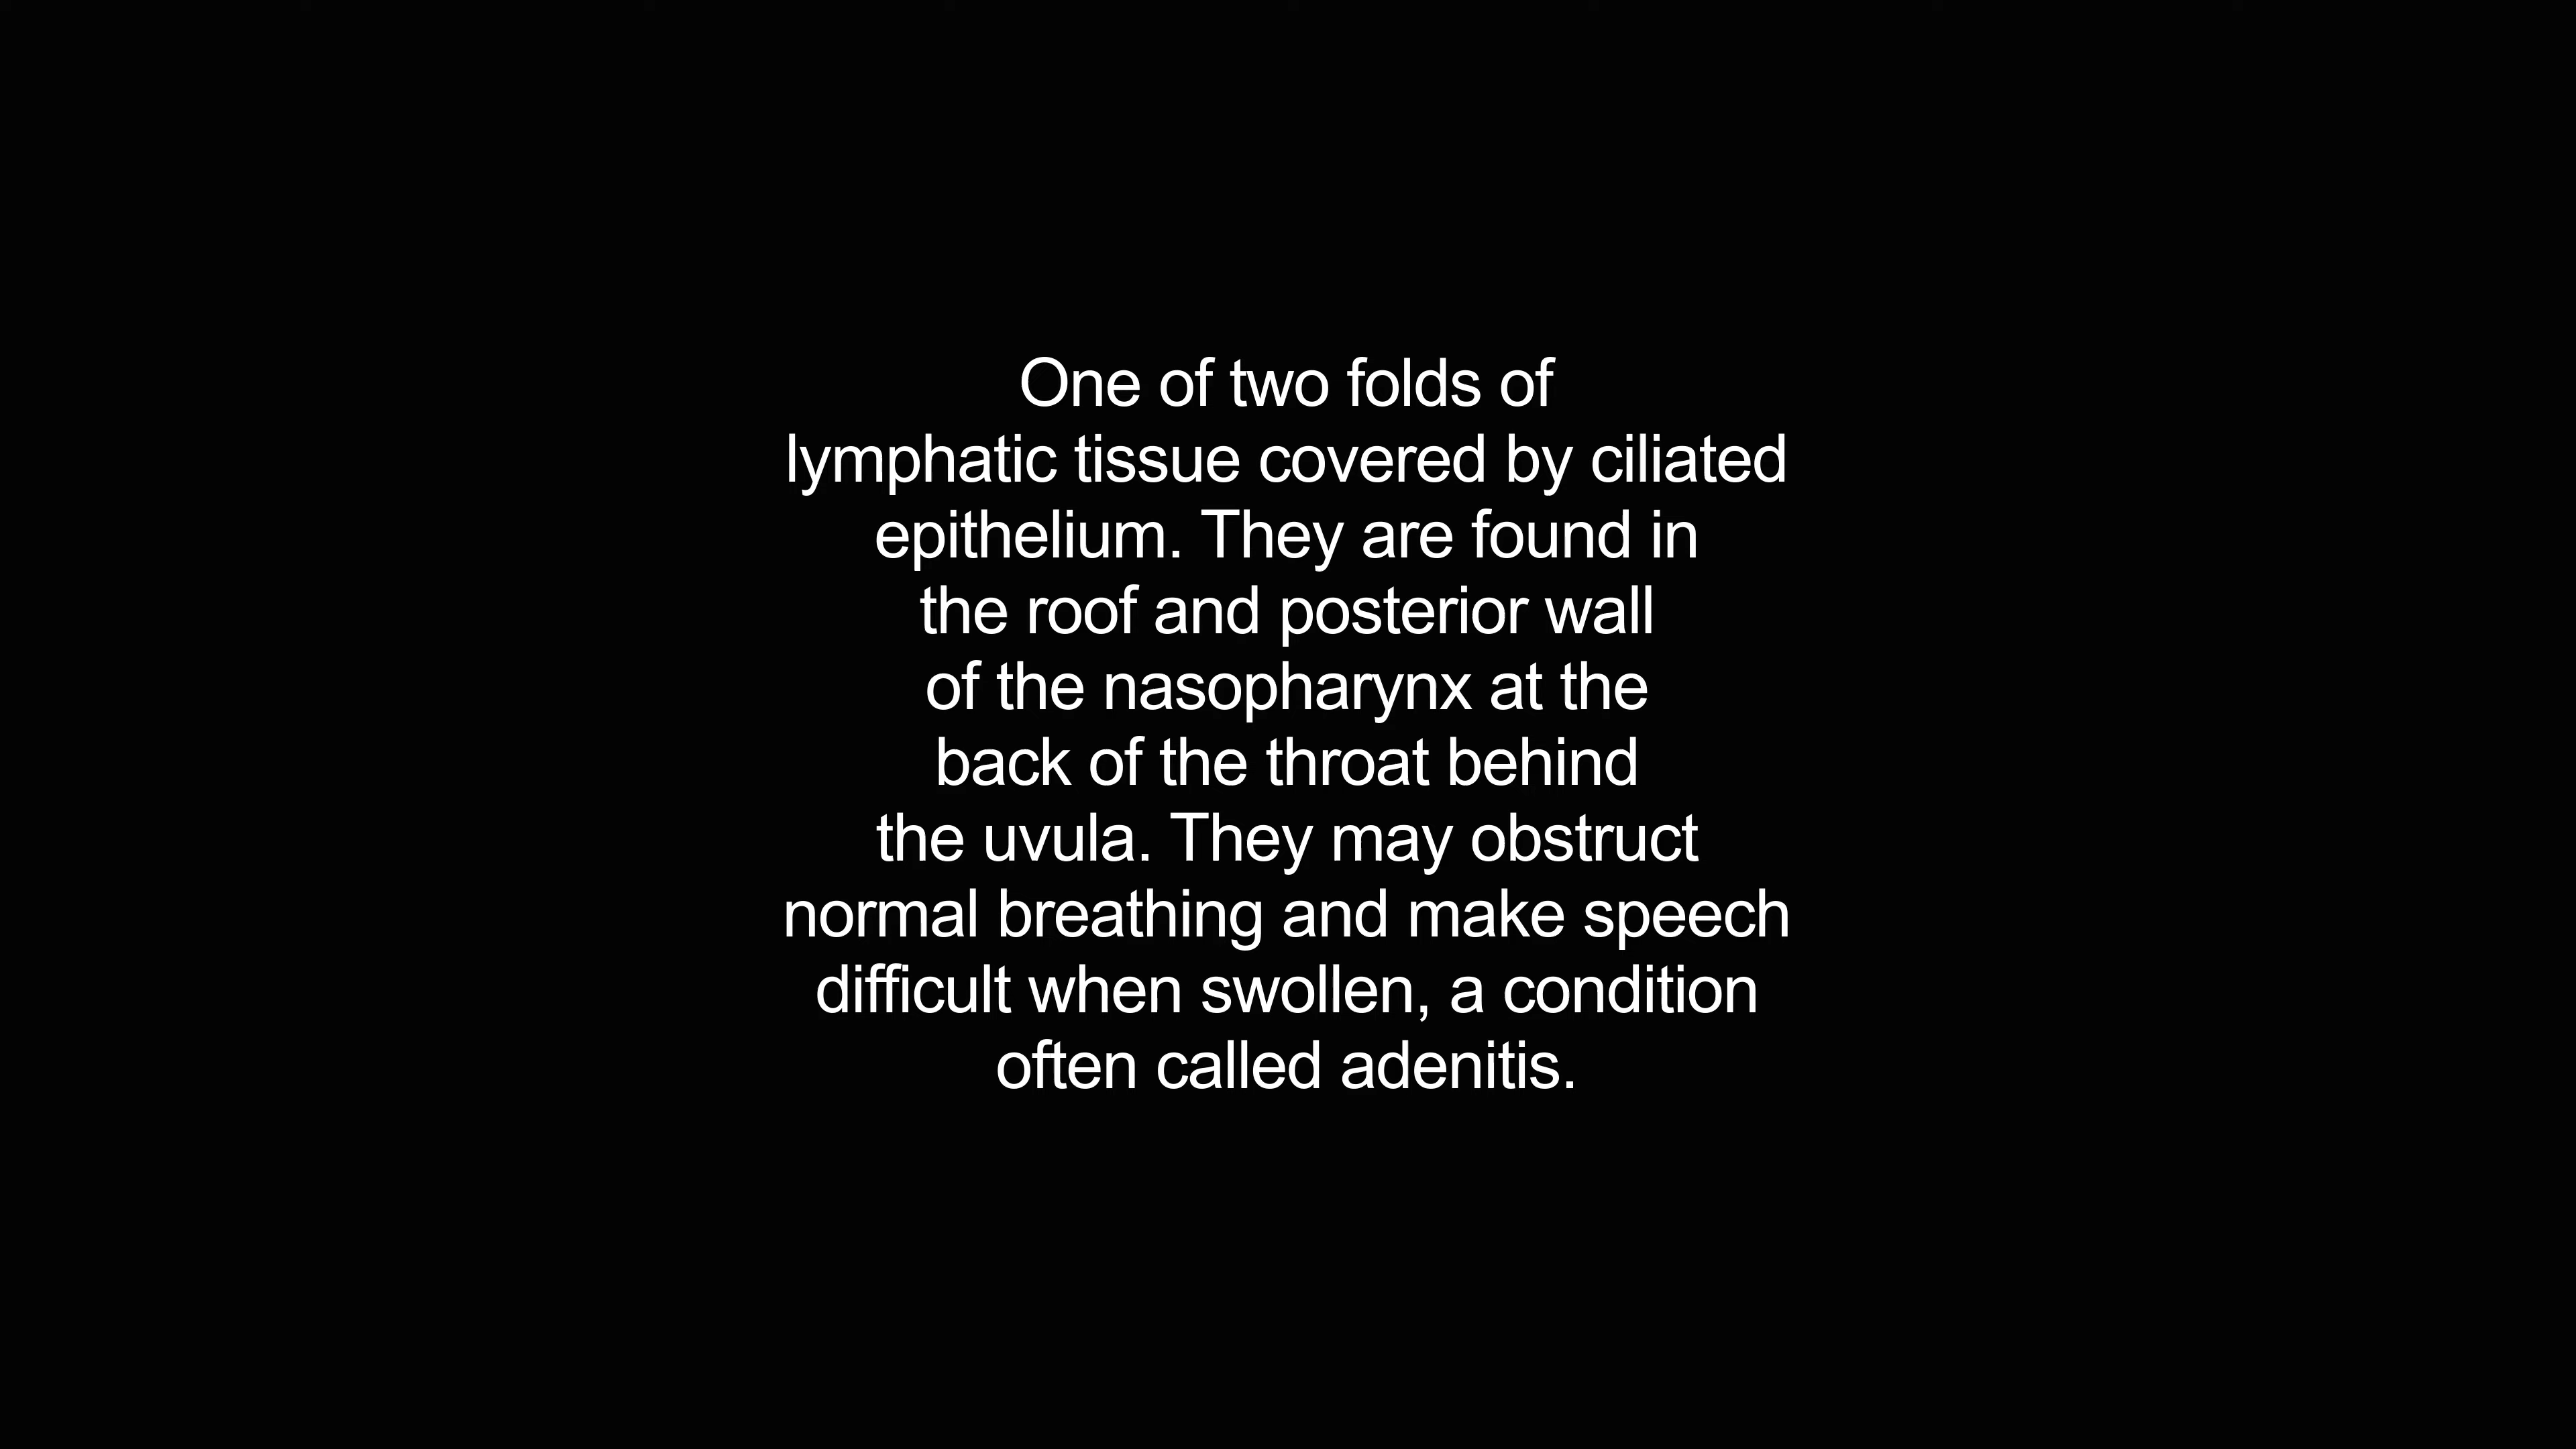 One of two folds of
lymphatic tissue covered by ciliated
epithelium. They are found in
the roof and posterior wall
of the nasopharynx at the
back of the throat behind
the uvula. They may obstruct
normal breathing and make speech
difficult when swollen, a condition
often called adenitis.